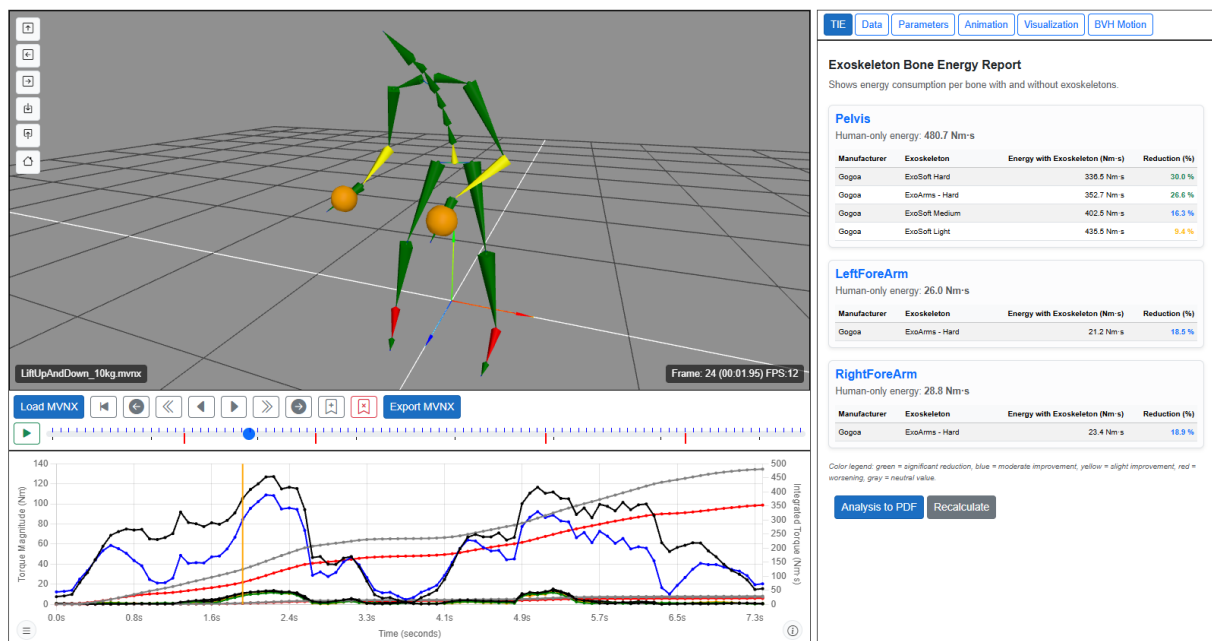 LiftUpAndDown_10kg.mvnx
Frame: 24 (00:01.95) FPS:12
Load MVNX
Export MVNX
140
120
100
80
60
40
20
0
Torque Magnitude (Nm)
500
450
400
350
300
250
200
150
100
50
0
Integrated Torque (Nm·s)
0.0s 0.8s 1.6s 2.4s 3.3s 4.1s 4.9s 5.7s 6.5s 7.3s
Time (seconds)
TIE Data Parameters Animation Visualization BVH Motion
Exoskeleton Bone Energy Report
Shows energy consumption per bone with and without exoskeletons.
Pelvis
Human-only energy: 480.7 Nm·s
Manufacturer Exoskeleton Energy with Exoskeleton (Nm·s) Reduction (%)
Gogoa ExoSoft Hard 336.5 Nm·s 30.0 %
Gogoa ExoArms - Hard 352.7 Nm·s 26.6 %
Gogoa ExoSoft Medium 402.5 Nm·s 16.3 %
Gogoa ExoSoft Light 435.5 Nm·s 9.4 %
LeftForeArm
Human-only energy: 26.0 Nm·s
Manufacturer Exoskeleton Energy with Exoskeleton (Nm·s) Reduction (%)
Gogoa ExoArms - Hard 21.2 Nm·s 18.5 %
RightForeArm
Human-only energy: 28.8 Nm·s
Manufacturer Exoskeleton Energy with Exoskeleton (Nm·s) Reduction (%)
Gogoa ExoArms - Hard 23.4 Nm·s 18.9 %
Color legend: green = significant reduction, blue = moderate improvement, yellow = slight improvement, red =
worsening, gray = neutral value.
Analysis to PDF Recalculate